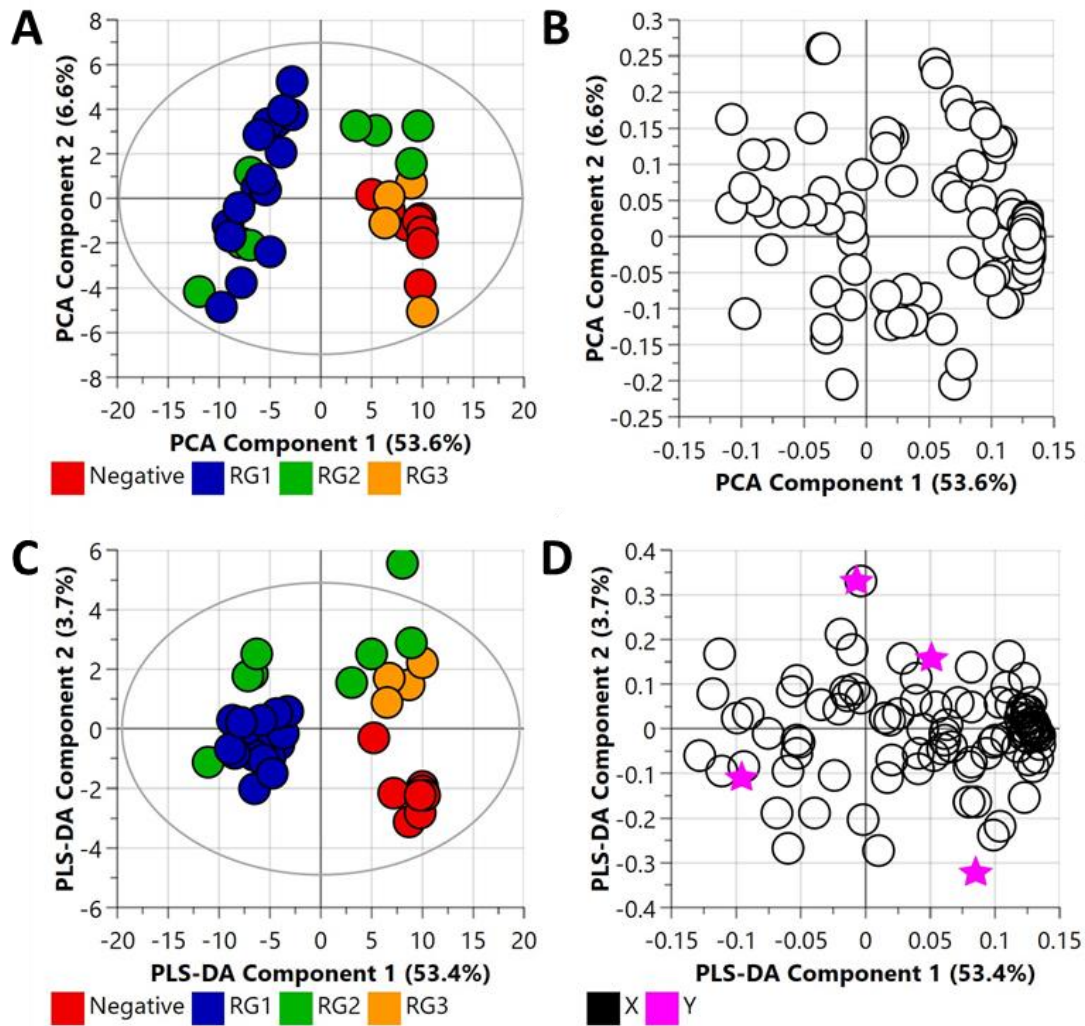 A
PCA Component 2 (6.6%)
8
6
4
2
0
-2
-4
-6
-8
-20 -15 -10 -5 0 5 10 15 20
PCA Component 1 (53.6%)
Negative RG1 RG2 RG3
B
PCA Component 2 (6.6%)
0.3
0.25
0.2
0.15
0.1
0.05
0
-0.05
-0.1
-0.15
-0.2
-0.25
-0.15 -0.1 -0.05 0 0.05 0.1 0.15
PCA Component 1 (53.6%)
C
PLS-DA Component 2 (3.7%)
6
4
2
0
-2
-4
-6
-20 -15 -10 -5 0 5 10 15 20
PLS-DA Component 1 (53.4%)
Negative RG1 RG2 RG3
D
PLS-DA Component 2 (3.7%)
0.4
0.3
0.2
0.1
0
-0.1
-0.2
-0.3
-0.4
-0.15 -0.1 -0.05 0 0.05 0.1 0.15
PLS-DA Component 1 (53.4%)
X Y